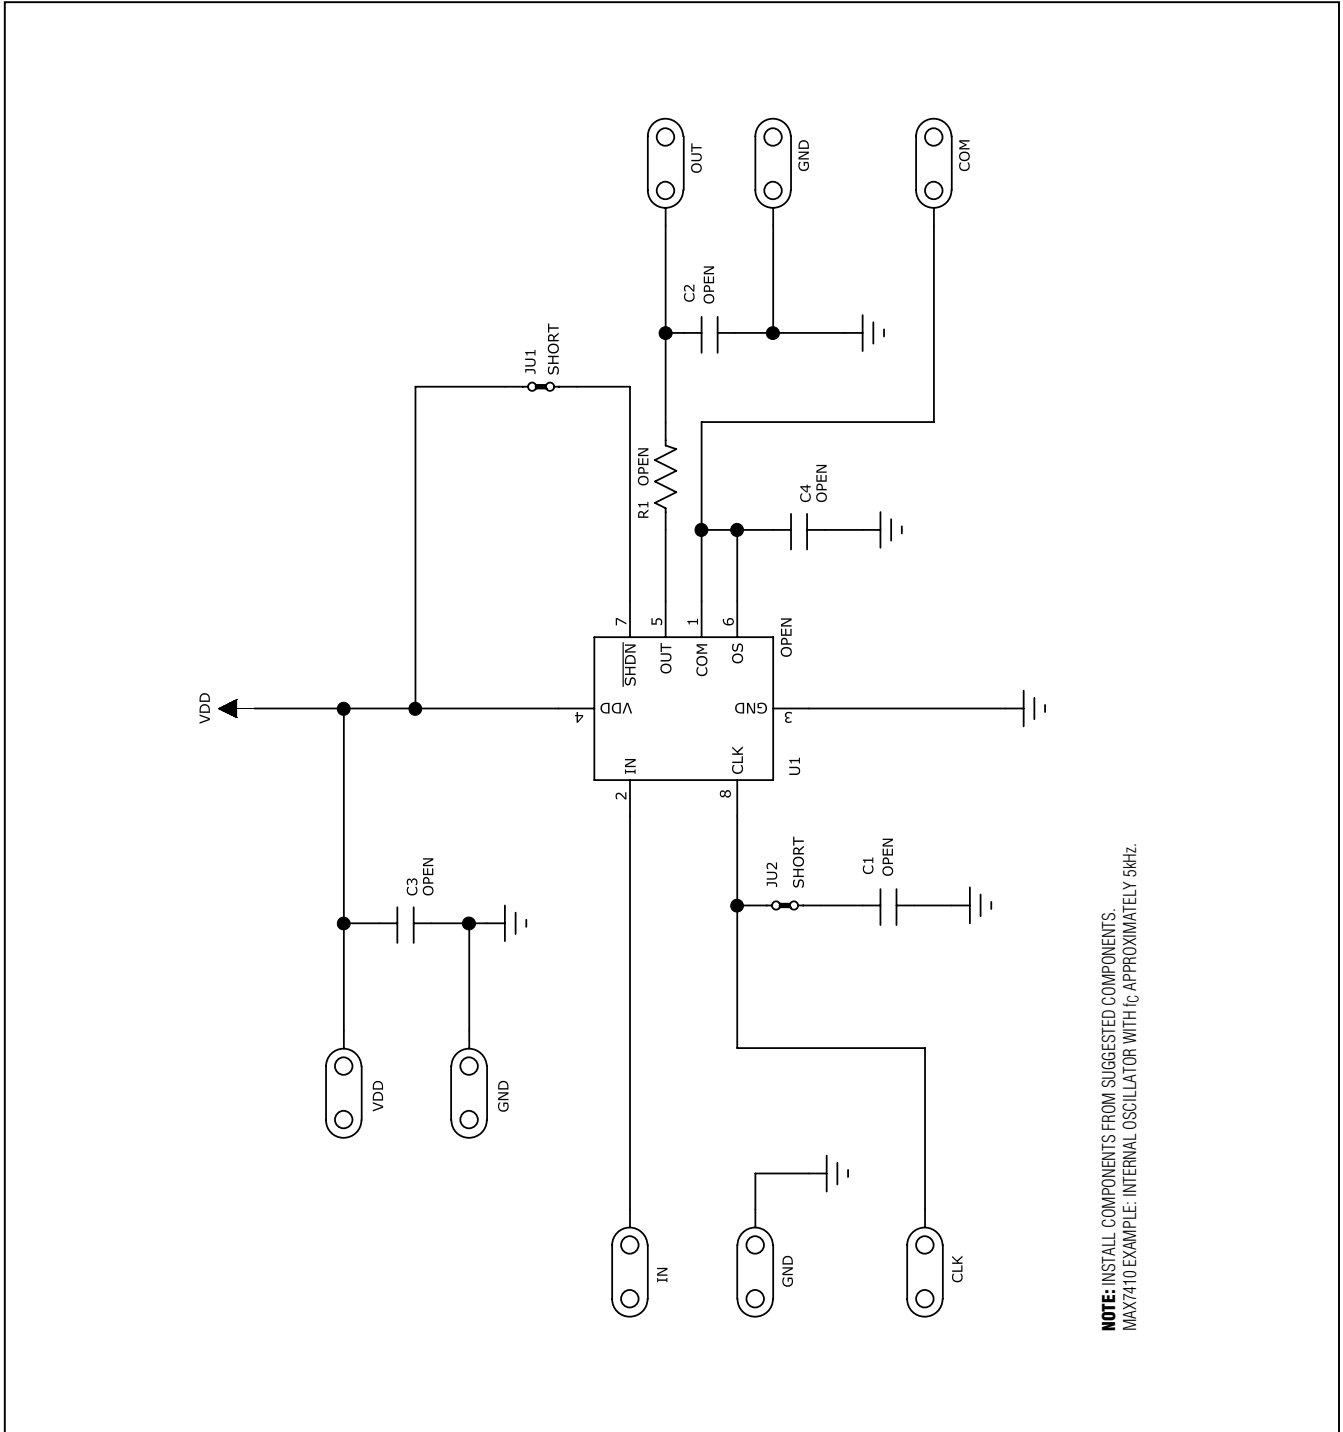 VDD
JU1
SHORT
OUT
GND
COM
C2
OPEN
R1 OPEN
C4
OPEN
7
5
1
6
SHDN
OUT
COM
OS
OPEN
4
VDD
GND
3
IN
CLK
U1
2
8
C3
OPEN
JU2
SHORT
C1
OPEN
VDD
GND
IN
GND
CLK
NOTE: INSTALL COMPONENTS FROM SUGGESTED COMPONENTS.
MAX7410 EXAMPLE: INTERNAL OSCILLATOR WITH fC APPROXIMATELY 5kHz.